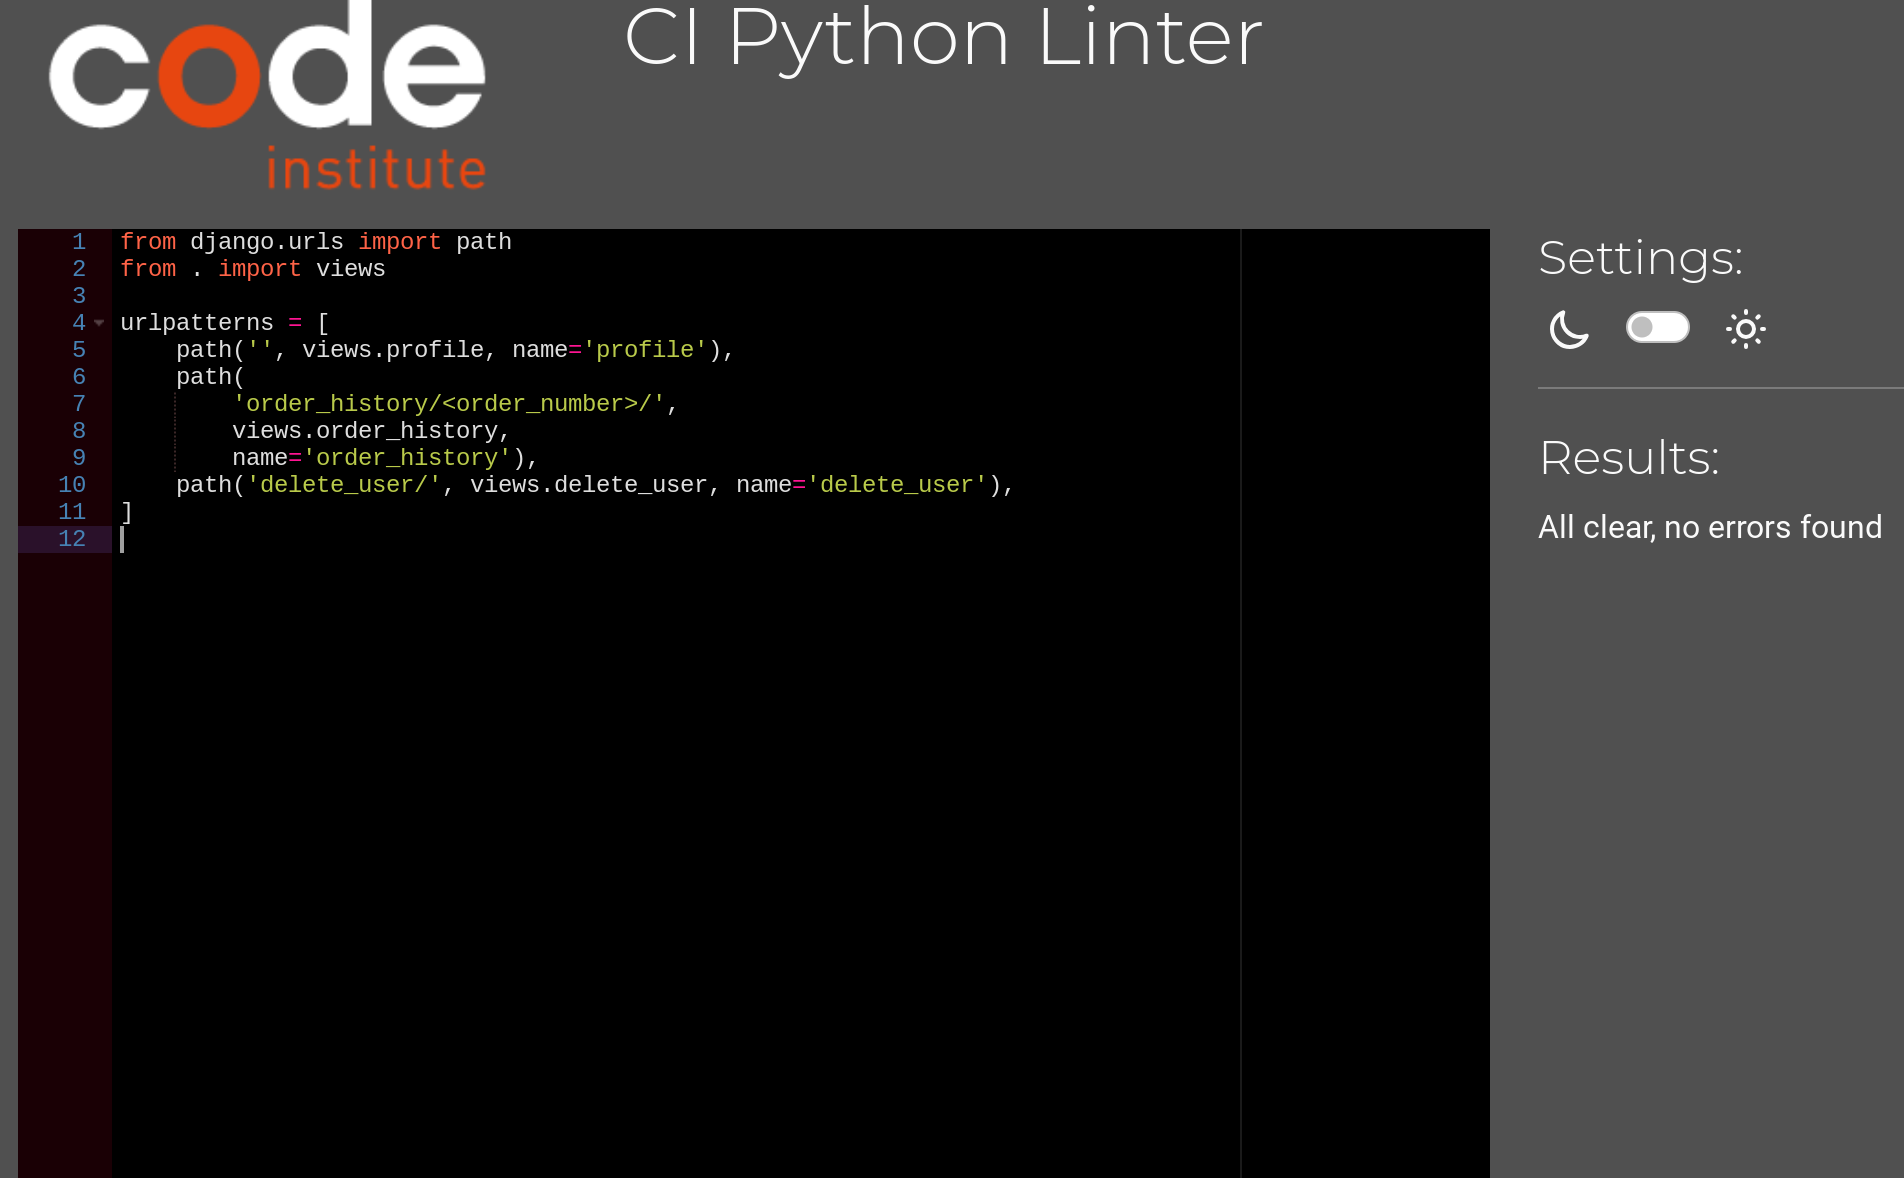 code
institute
CI Python Linter
1 from django.urls import path
2 from . import views
3
4 urlpatterns = [
5     path('', views.profile, name='profile'),
6     path(
7         'order_history/<order_number>/',
8         views.order_history,
9         name='order_history'),
10     path('delete_user/', views.delete_user, name='delete_user'),
11 ]
12
Settings:
Results:
All clear, no errors found